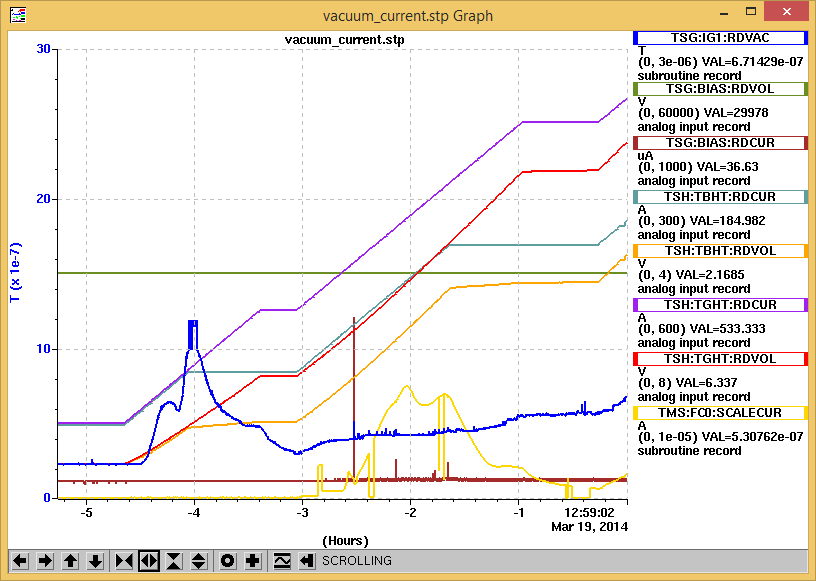 vacuum_current.stp Graph
vacuum_current.stp
30
20
10
0
T (x 1e-7)
-5
-4
-3
-2
-1
12:59:02
Mar 19, 2014
(Hours)
TSG:IG1:RDVAC
T
(0, 3e-06) VAL=6.71429e-07
subroutine record
TSG:BIAS:RDVOL
V
(0, 60000) VAL=29978
analog input record
TSG:BIAS:RDCUR
uA
(0, 1000) VAL=36.63
analog input record
TSH:TBHT:RDCUR
A
(0, 300) VAL=184.982
analog input record
TSH:TBHT:RDVOL
V
(0, 4) VAL=2.1685
analog input record
TSH:TGHT:RDCUR
A
(0, 600) VAL=533.333
analog input record
TSH:TGHT:RDVOL
V
(0, 8) VAL=6.337
analog input record
TMS:FC0:SCALECUR
A
(0, 1e-05) VAL=5.30762e-07
subroutine record
SCROLLING